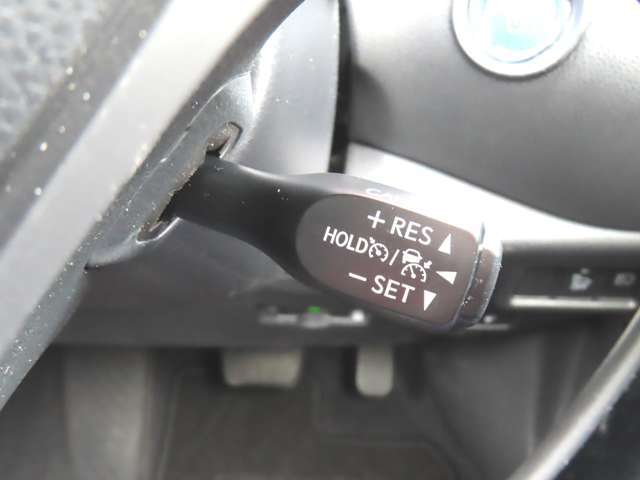 + RES ▲
HOLD / ◀
− SET ▼